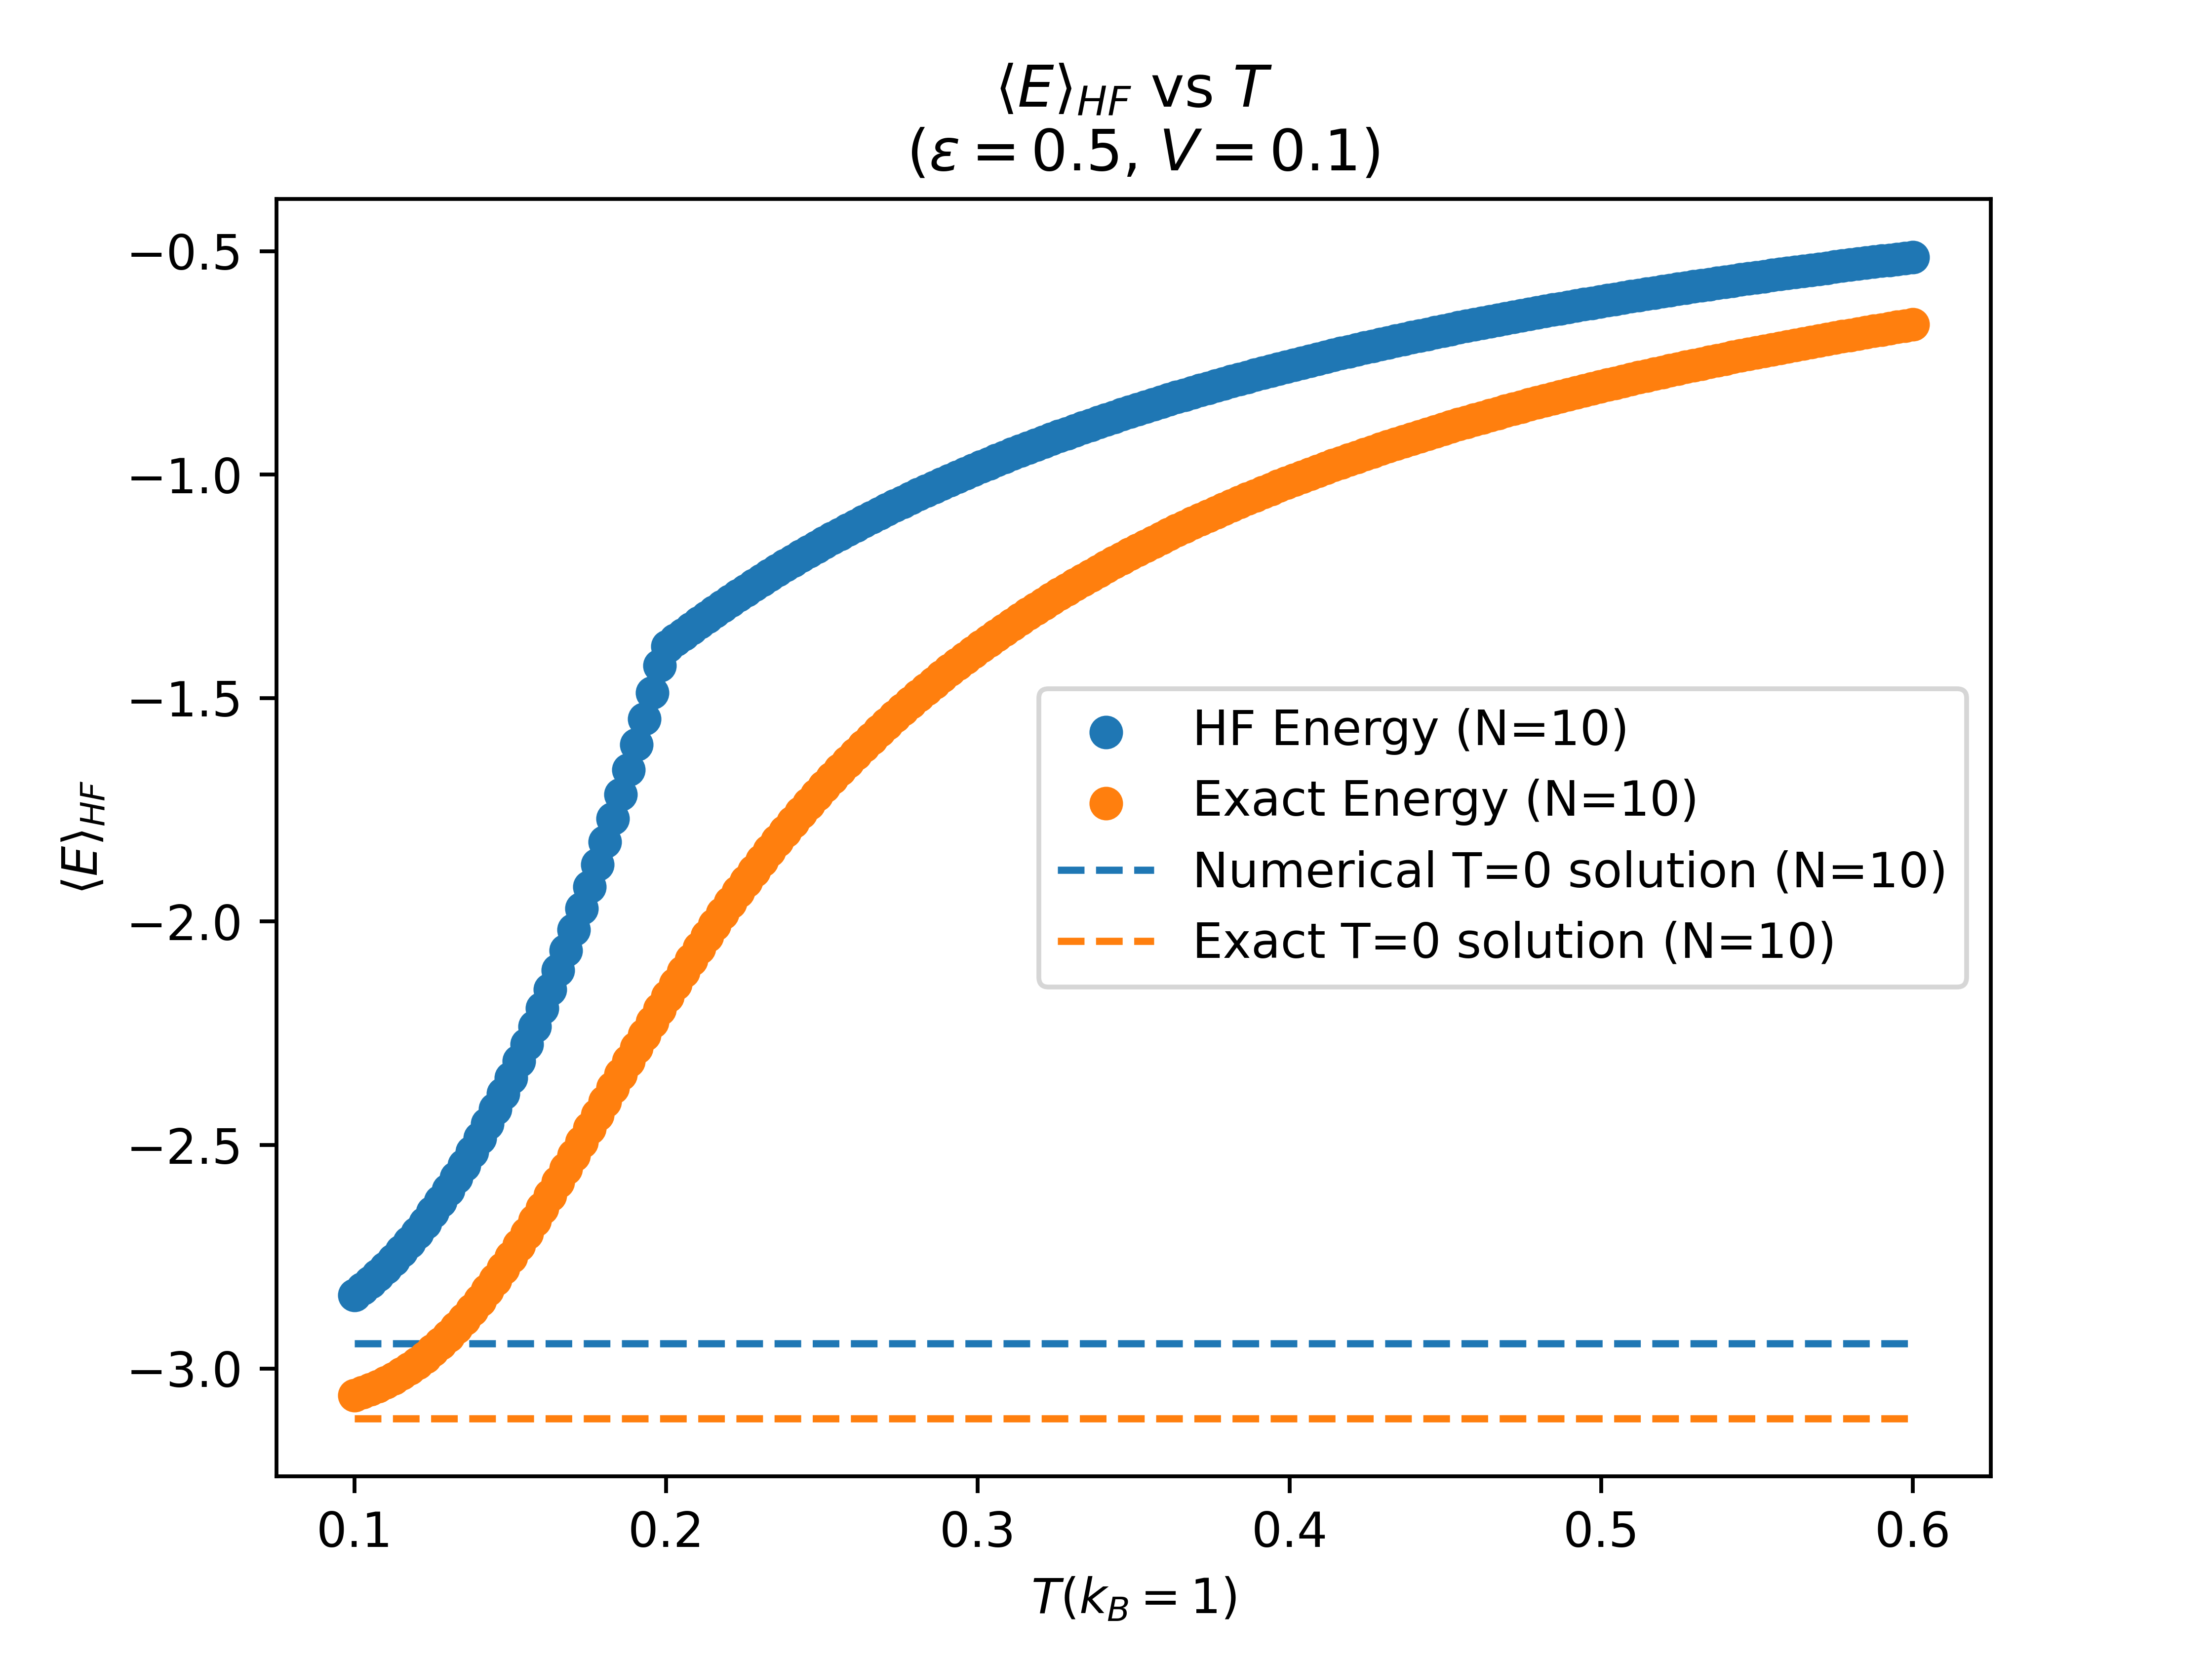 ⟨E⟩_HF vs T
(ε = 0.5, V = 0.1)
⟨E⟩_HF
−0.5
−1.0
−1.5
−2.0
−2.5
−3.0
HF Energy (N=10)
Exact Energy (N=10)
Numerical T=0 solution (N=10)
Exact T=0 solution (N=10)
0.1 0.2 0.3 0.4 0.5 0.6
T(k_B = 1)